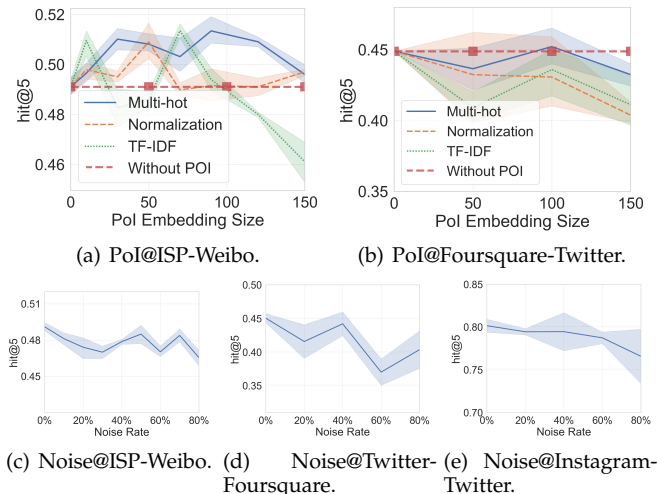 0.52
0.50
0.48
0.46
hit@5
Multi-hot
Normalization
TF-IDF
Without POI
0 50 100 150
PoI Embedding Size
(a) PoI@ISP-Weibo.
0.45
0.40
0.35
hit@5
Multi-hot
Normalization
TF-IDF
Without POI
0 50 100 150
PoI Embedding Size
(b) PoI@Foursquare-Twitter.
0.51
0.48
0.45
hit@5
0% 20% 40% 60% 80%
Noise Rate
(c) Noise@ISP-Weibo.
0.50
0.45
0.40
0.35
hit@5
0% 20% 40% 60% 80%
Noise Rate
(d) Noise@Twitter-
Foursquare.
0.85
0.80
0.75
0.70
hit@5
0% 20% 40% 60% 80%
Noise Rate
(e) Noise@Instagram-
Twitter.